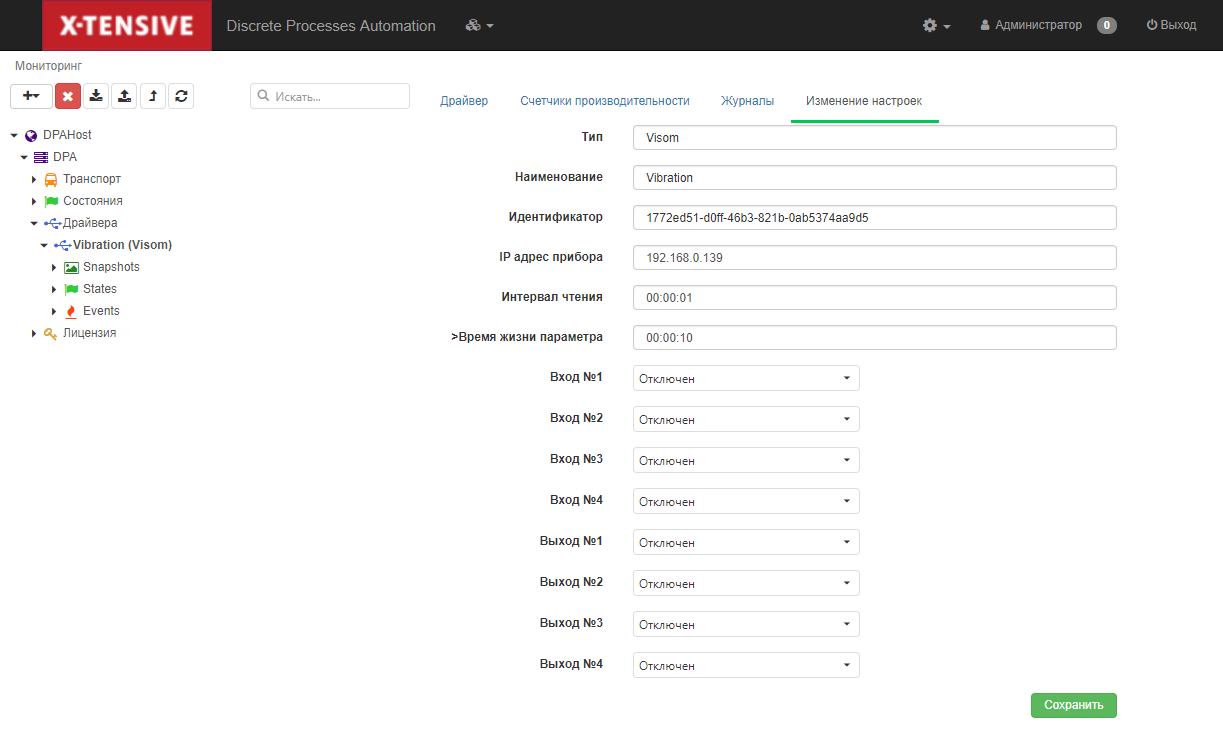 X-TENSIVE Discrete Processes Automation Администратор 0 Выход
Мониторинг
Искать...
DPAHost
DPA
Транспорт
Состояния
Драйвера
Vibration (Visom)
Snapshots
States
Events
Лицензия
Драйвер Счетчики производительности Журналы Изменение настроек
Тип Visom
Наименование Vibration
Идентификатор 1772ed51-d0ff-46b3-821b-0ab5374aa9d5
IP адрес прибора 192.168.0.139
Интервал чтения 00:00:01
>Время жизни параметра 00:00:10
Вход №1 Отключен
Вход №2 Отключен
Вход №3 Отключен
Вход №4 Отключен
Выход №1 Отключен
Выход №2 Отключен
Выход №3 Отключен
Выход №4 Отключен
Сохранить